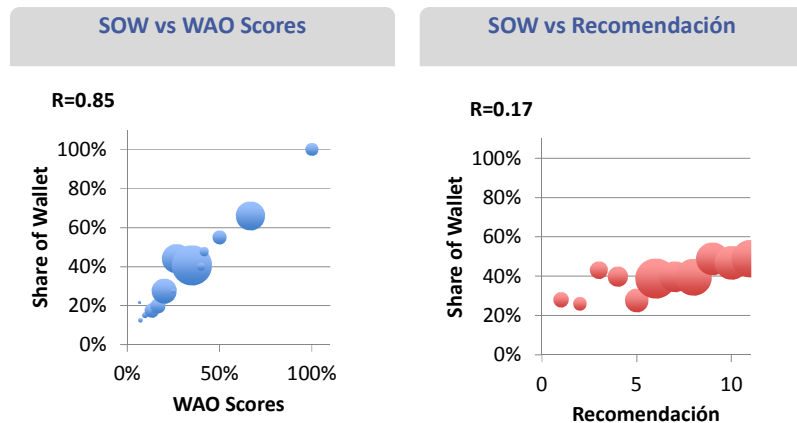 SOW vs WAO Scores
R=0.85
Share of Wallet
100%
80%
60%
40%
20%
0%
0% 50% 100%
WAO Scores
SOW vs Recomendación
R=0.17
Share of Wallet
100%
80%
60%
40%
20%
0%
0 5 10
Recomendación